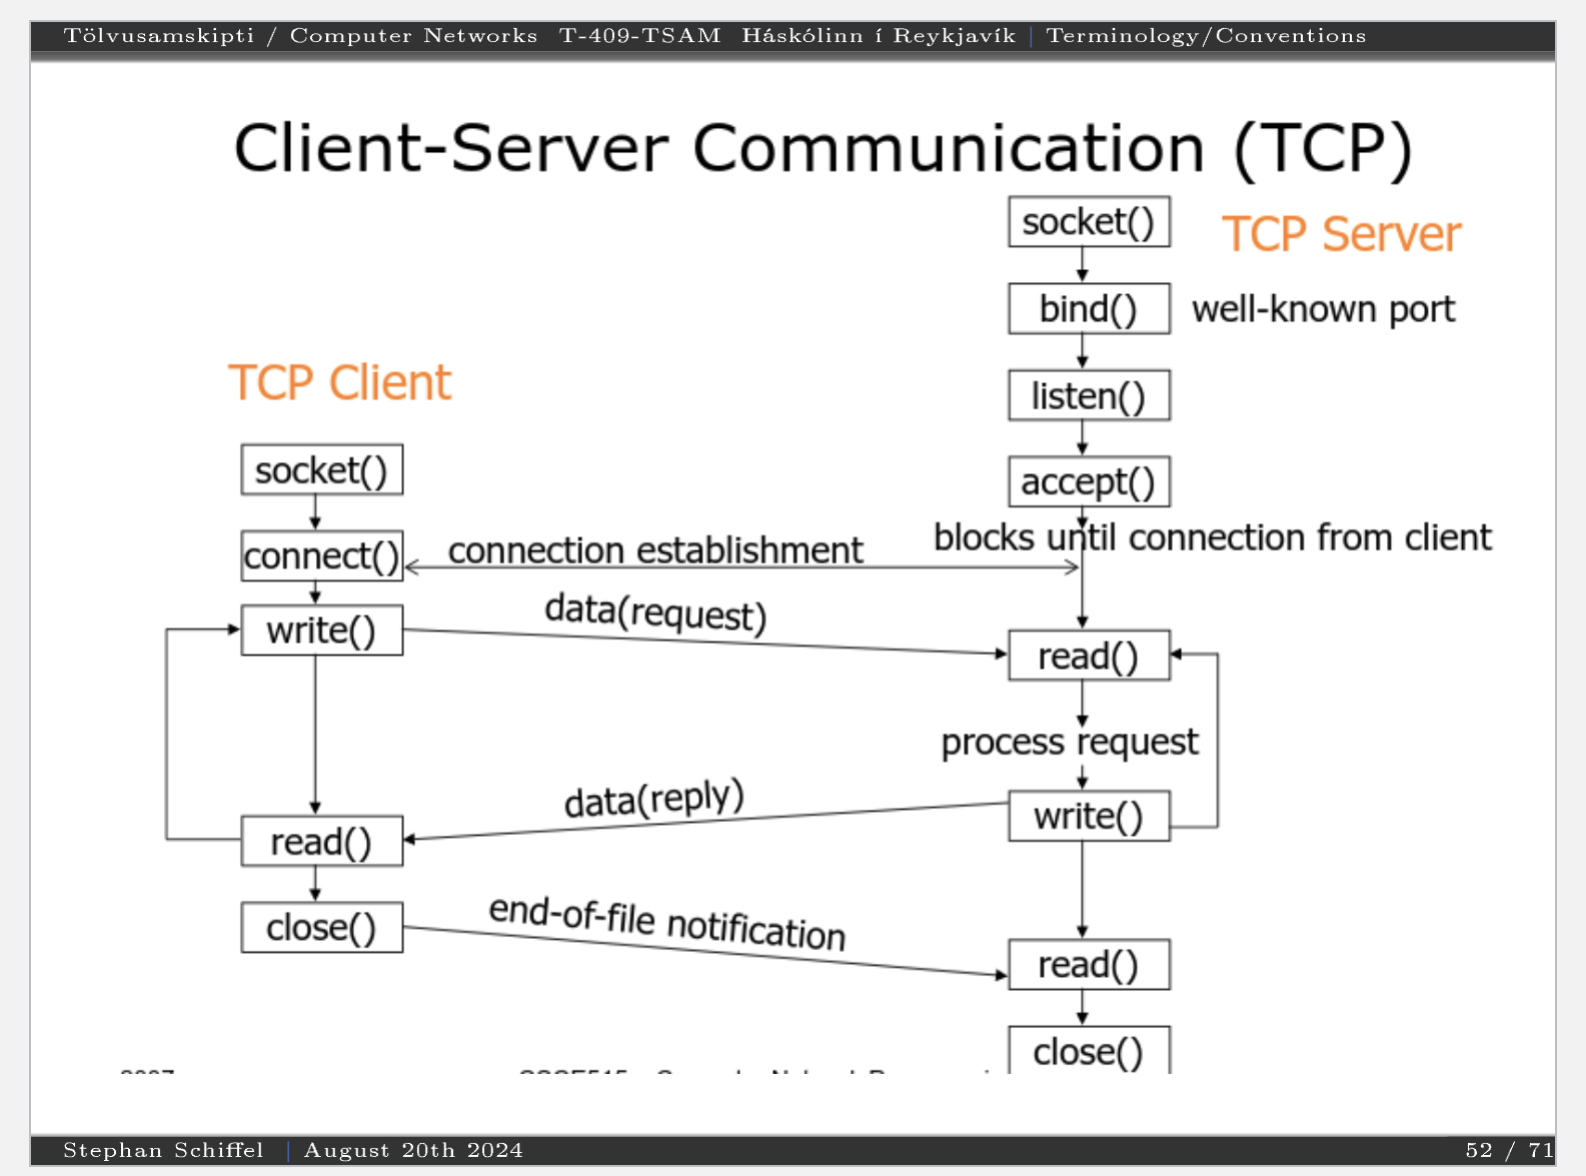 Tölvusamskipti / Computer Networks T-409-TSAM Háskólinn í Reykjavík | Terminology/Conventions
Client-Server Communication (TCP)
socket()
TCP Server
bind()
well-known port
TCP Client
listen()
socket()
accept()
blocks until connection from client
connect()
connection establishment
write()
data(request)
read()
process request
data(reply)
write()
read()
close()
end-of-file notification
read()
close()
Stephan Schiffel | August 20th 2024
52 / 71